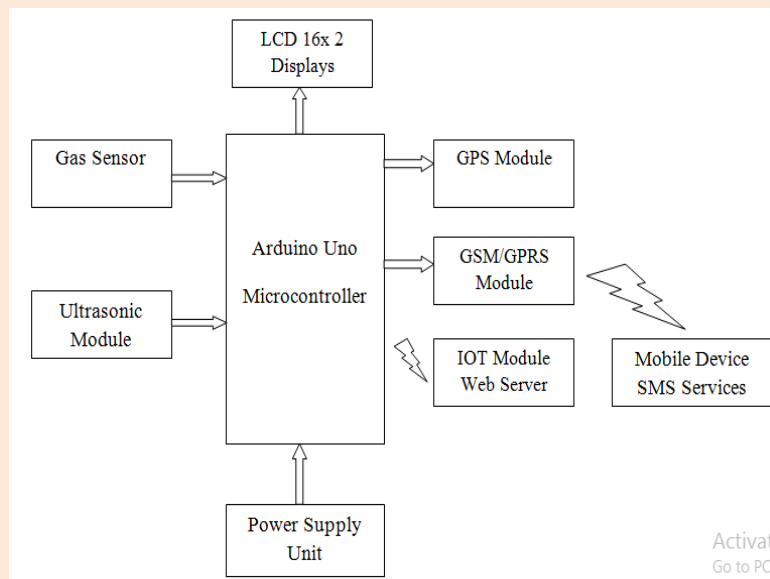 LCD 16x 2
Displays
Gas Sensor
GPS Module
Arduino Uno
Microcontroller
GSM/GPRS
Module
Ultrasonic
Module
IOT Module
Web Server
Mobile Device
SMS Services
Power Supply
Unit
Activat
Go to PC